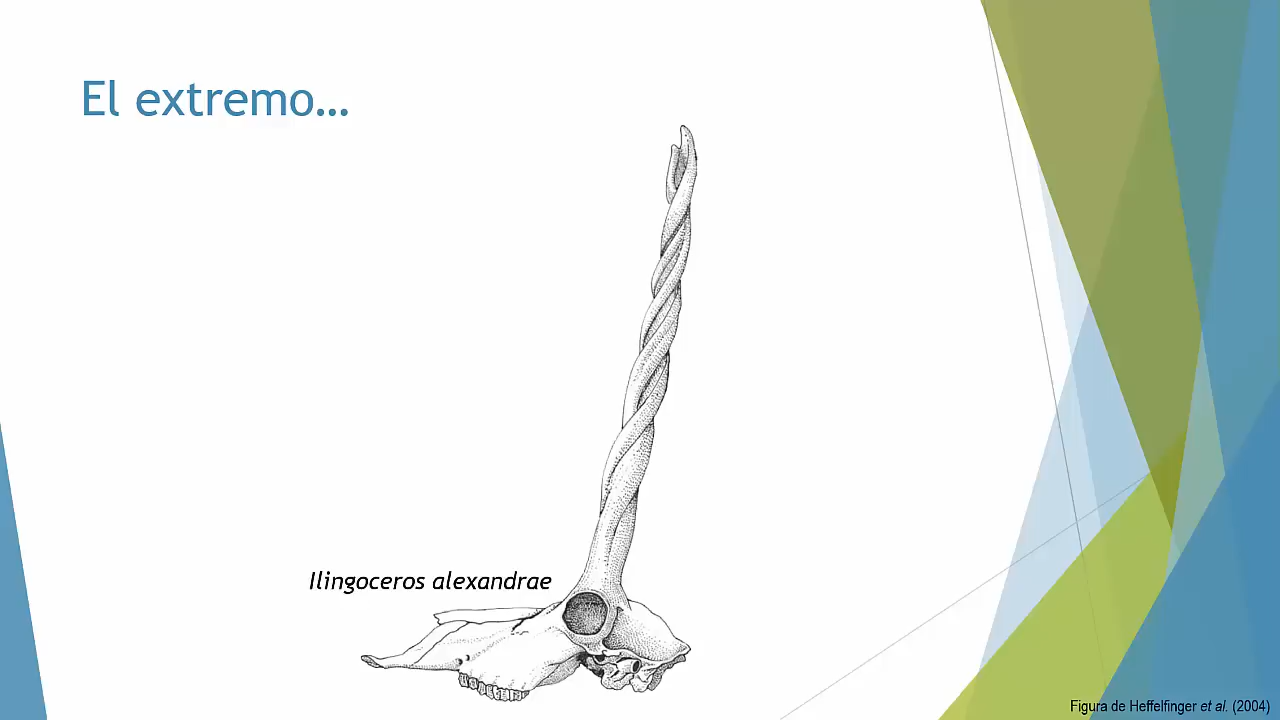 El extremo...
Ilingoceros alexandrae
Figura de Heffelfinger et al. (2004)